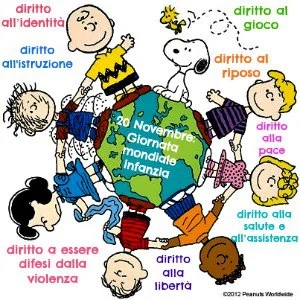 diritto
all'identità
diritto al
gioco
diritto
all'istruzione
diritto al
riposo
20 Novembre:
Giornata
mondiale
infanzia
diritto
alla
pace
diritto alla
salute e
all'assistenza
diritto a essere
difesi dalla
violenza
diritto
alla
libertà
©2012 Peanuts Worldwide